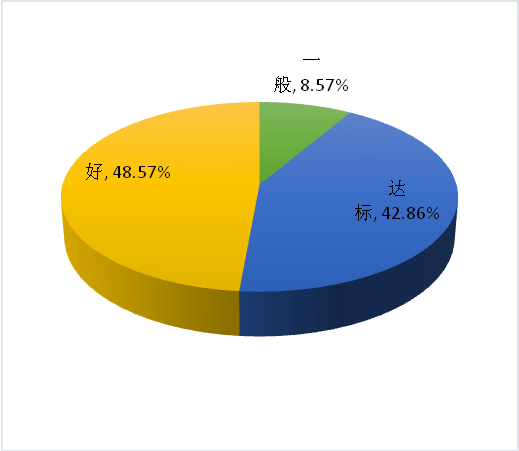 一
般, 8.57%
好, 48.57%
达
标, 42.86%